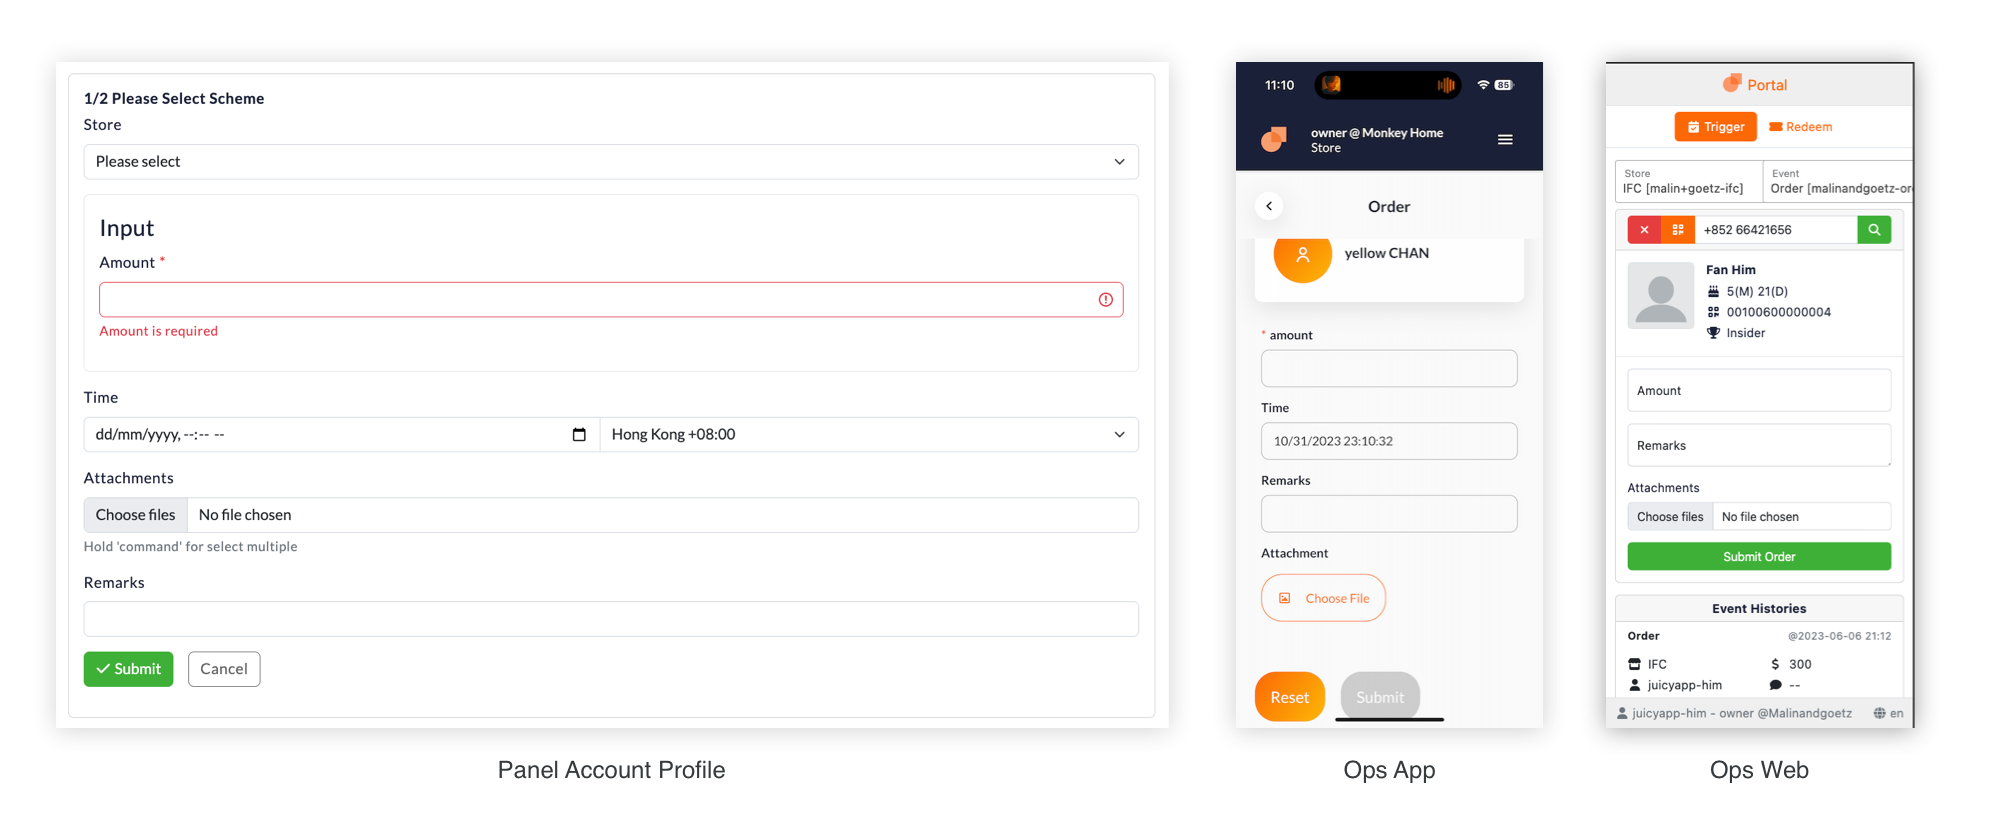 1/2 Please Select Scheme
Store
Please select
Input
Amount *
Amount is required
Time
dd/mm/yyyy, --:-- --
Hong Kong +08:00
Attachments
Choose files
No file chosen
Hold 'command' for select multiple
Remarks
Submit
Cancel
Panel Account Profile
11:10
85
owner @ Monkey Home
Store
Order
yellow CHAN
* amount
Time
10/31/2023 23:10:32
Remarks
Attachment
Choose File
Reset
Submit
Ops App
Portal
Trigger
Redeem
Store
IFC [malin+goetz-ifc]
Event
Order [malinandgoetz-or
+852 66421656
Fan Him
5(M) 21(D)
00100600000004
Insider
Amount
Remarks
Attachments
Choose files
No file chosen
Submit Order
Event Histories
Order
@2023-06-06 21:12
IFC
$ 300
juicyapp-him
--
juicyapp-him - owner @Malinandgoetz
en
Ops Web